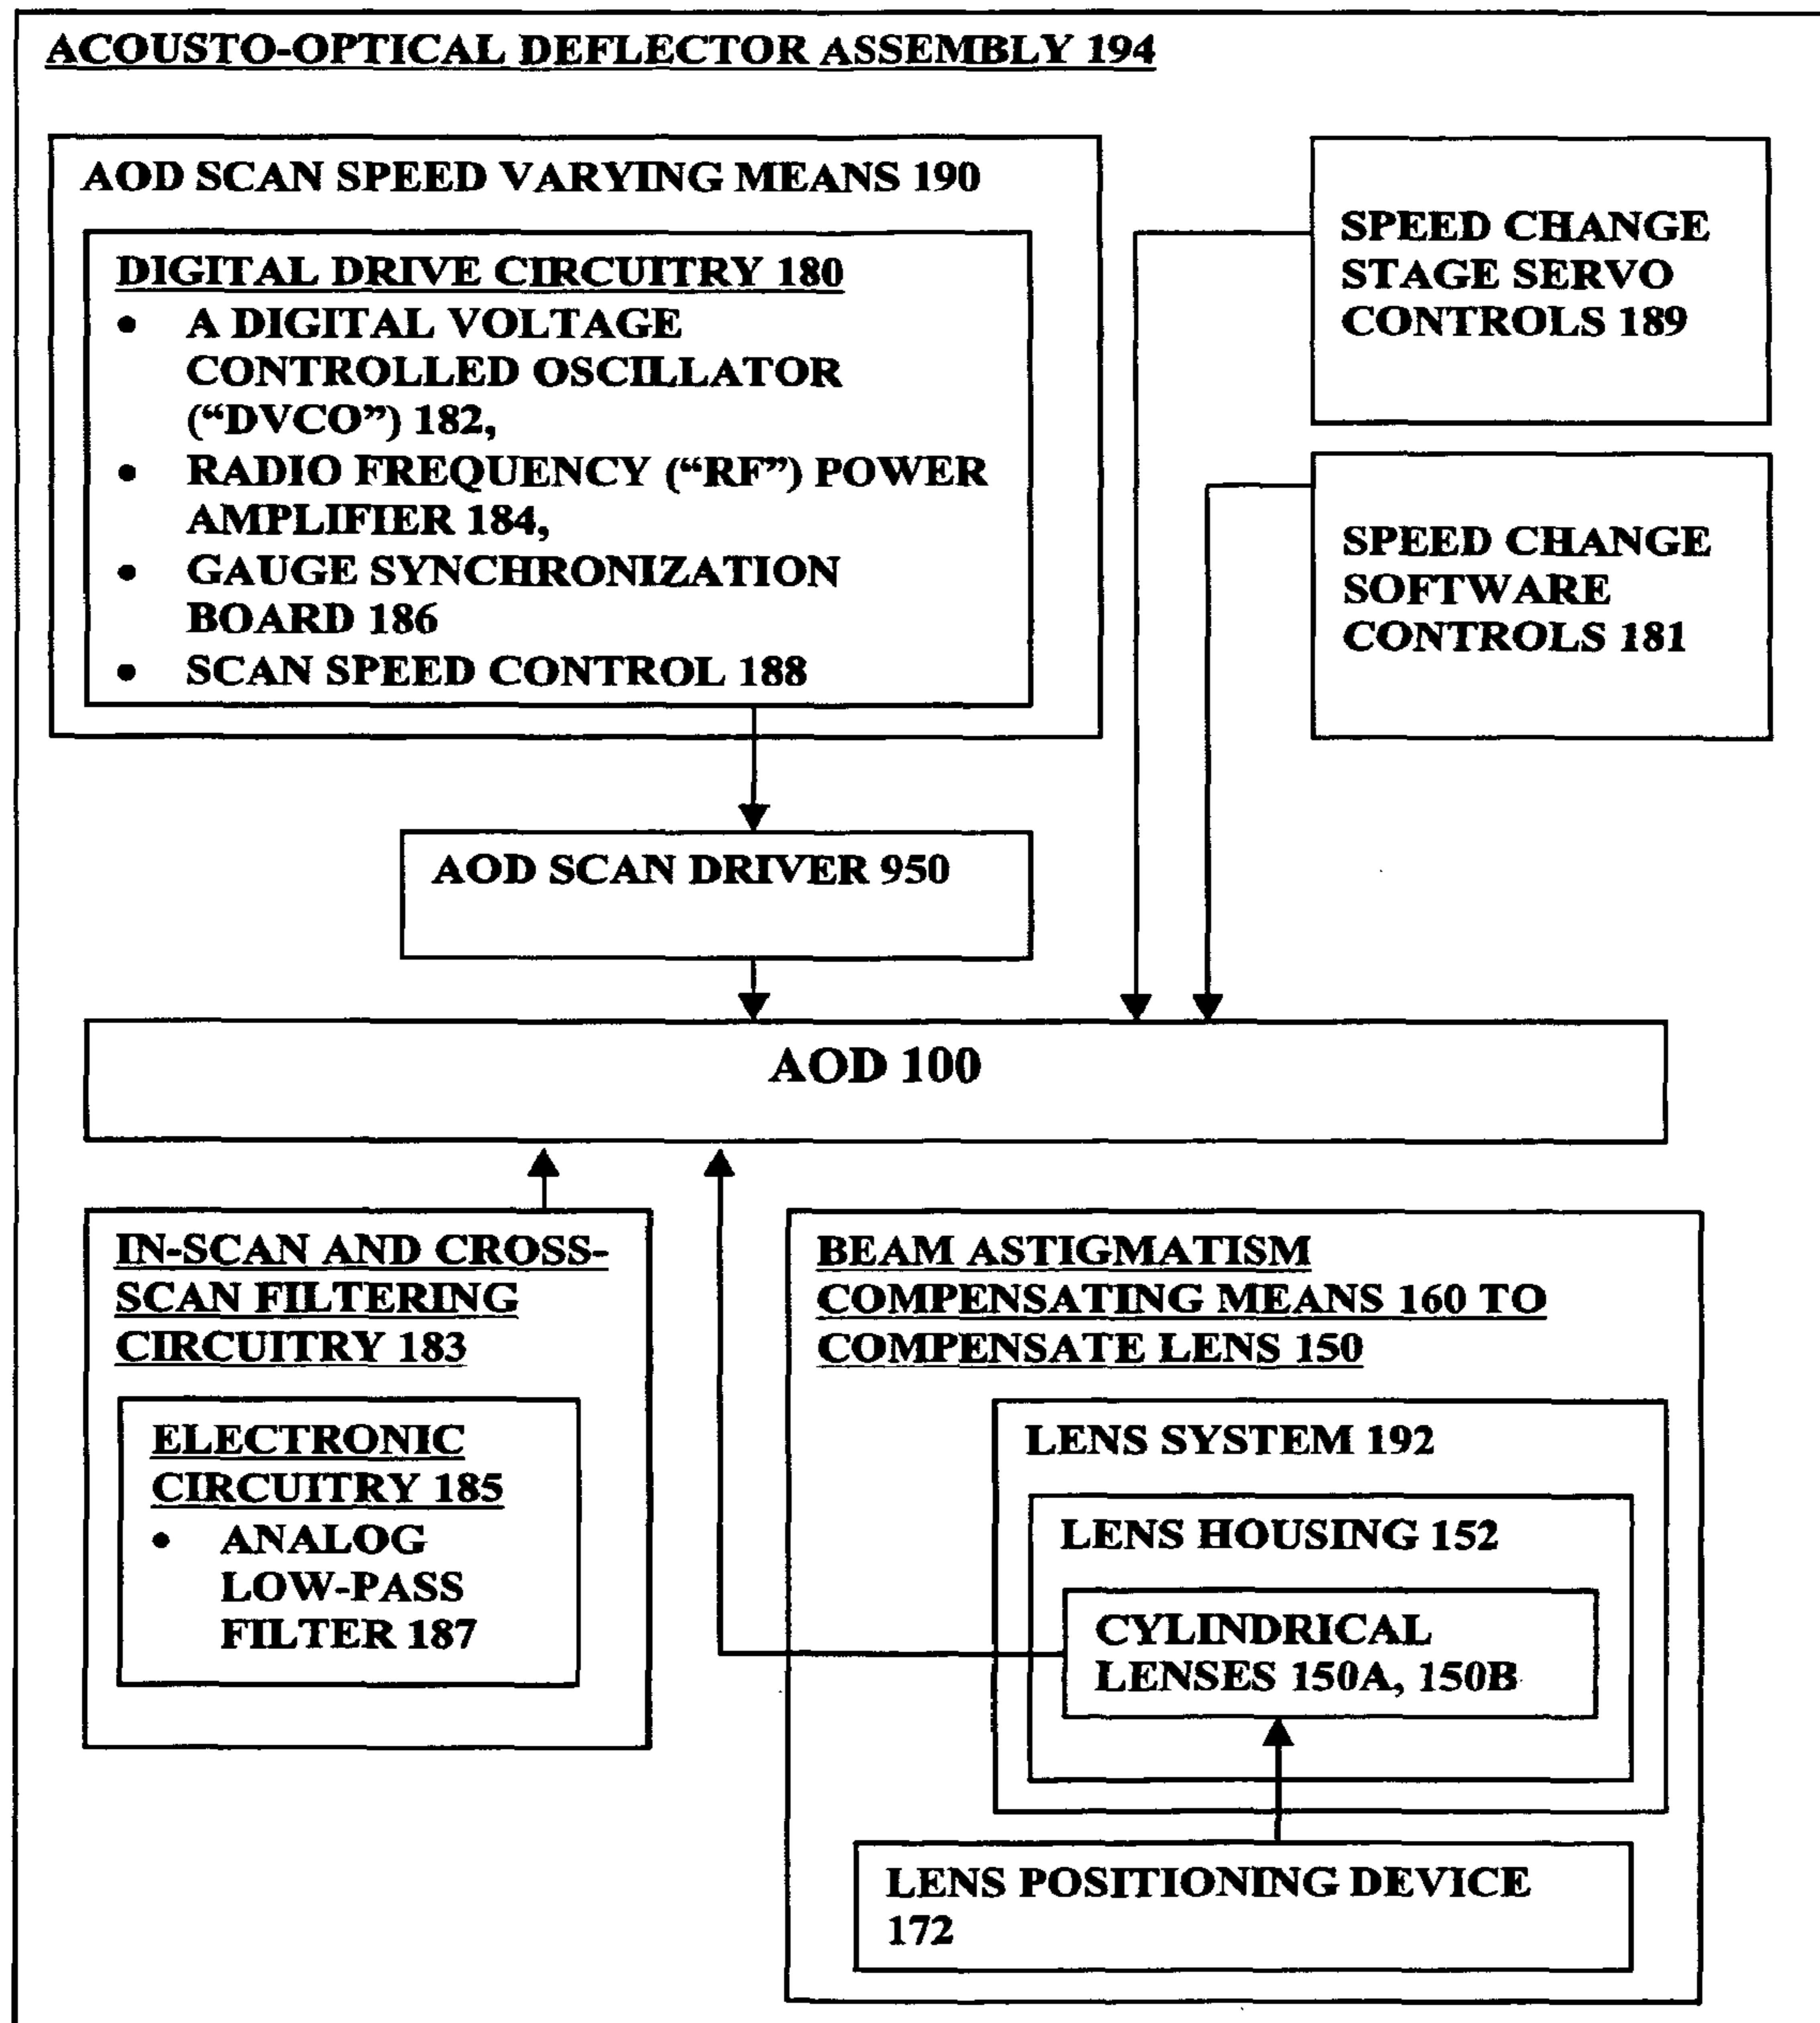 ACOUSTO-OPTICAL DEFLECTOR ASSEMBLY 194
AOD SCAN SPEED VARYING MEANS 190
DIGITAL DRIVE CIRCUITRY 180
• A DIGITAL VOLTAGE
CONTROLLED OSCILLATOR
(“DVCO”) 182,
• RADIO FREQUENCY (“RF”) POWER
AMPLIFIER 184,
• GAUGE SYNCHRONIZATION
BOARD 186
• SCAN SPEED CONTROL 188
SPEED CHANGE
STAGE SERVO
CONTROLS 189
SPEED CHANGE
SOFTWARE
CONTROLS 181
AOD SCAN DRIVER 950
AOD 100
IN-SCAN AND CROSS-
SCAN FILTERING
CIRCUITRY 183
ELECTRONIC
CIRCUITRY 185
• ANALOG
LOW-PASS
FILTER 187
BEAM ASTIGMATISM
COMPENSATING MEANS 160 TO
COMPENSATE LENS 150
LENS SYSTEM 192
LENS HOUSING 152
CYLINDRICAL
LENSES 150A, 150B
LENS POSITIONING DEVICE
172